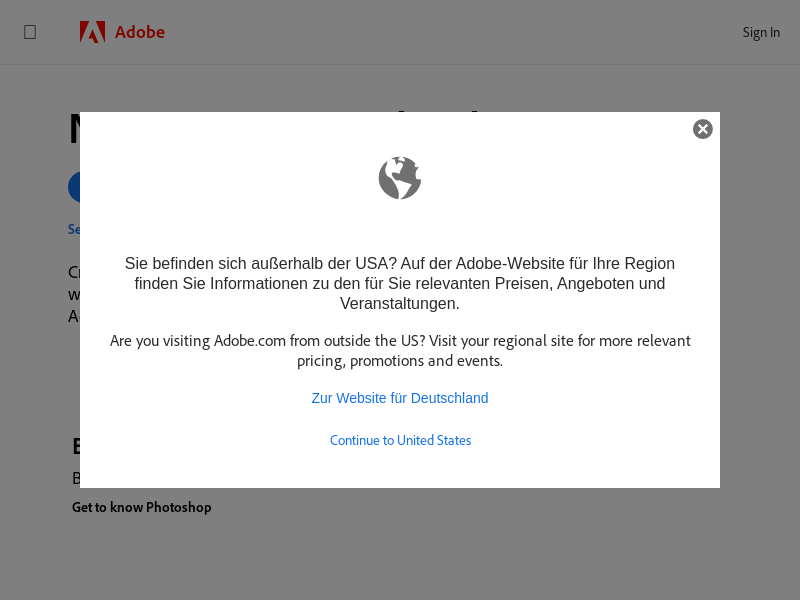 Adobe
Sign In
Sie befinden sich außerhalb der USA? Auf der Adobe-Website für Ihre Region
finden Sie Informationen zu den für Sie relevanten Preisen, Angeboten und
Veranstaltungen.
Are you visiting Adobe.com from outside the US? Visit your regional site for more relevant
pricing, promotions and events.
Zur Website für Deutschland
Continue to United States
Get to know Photoshop